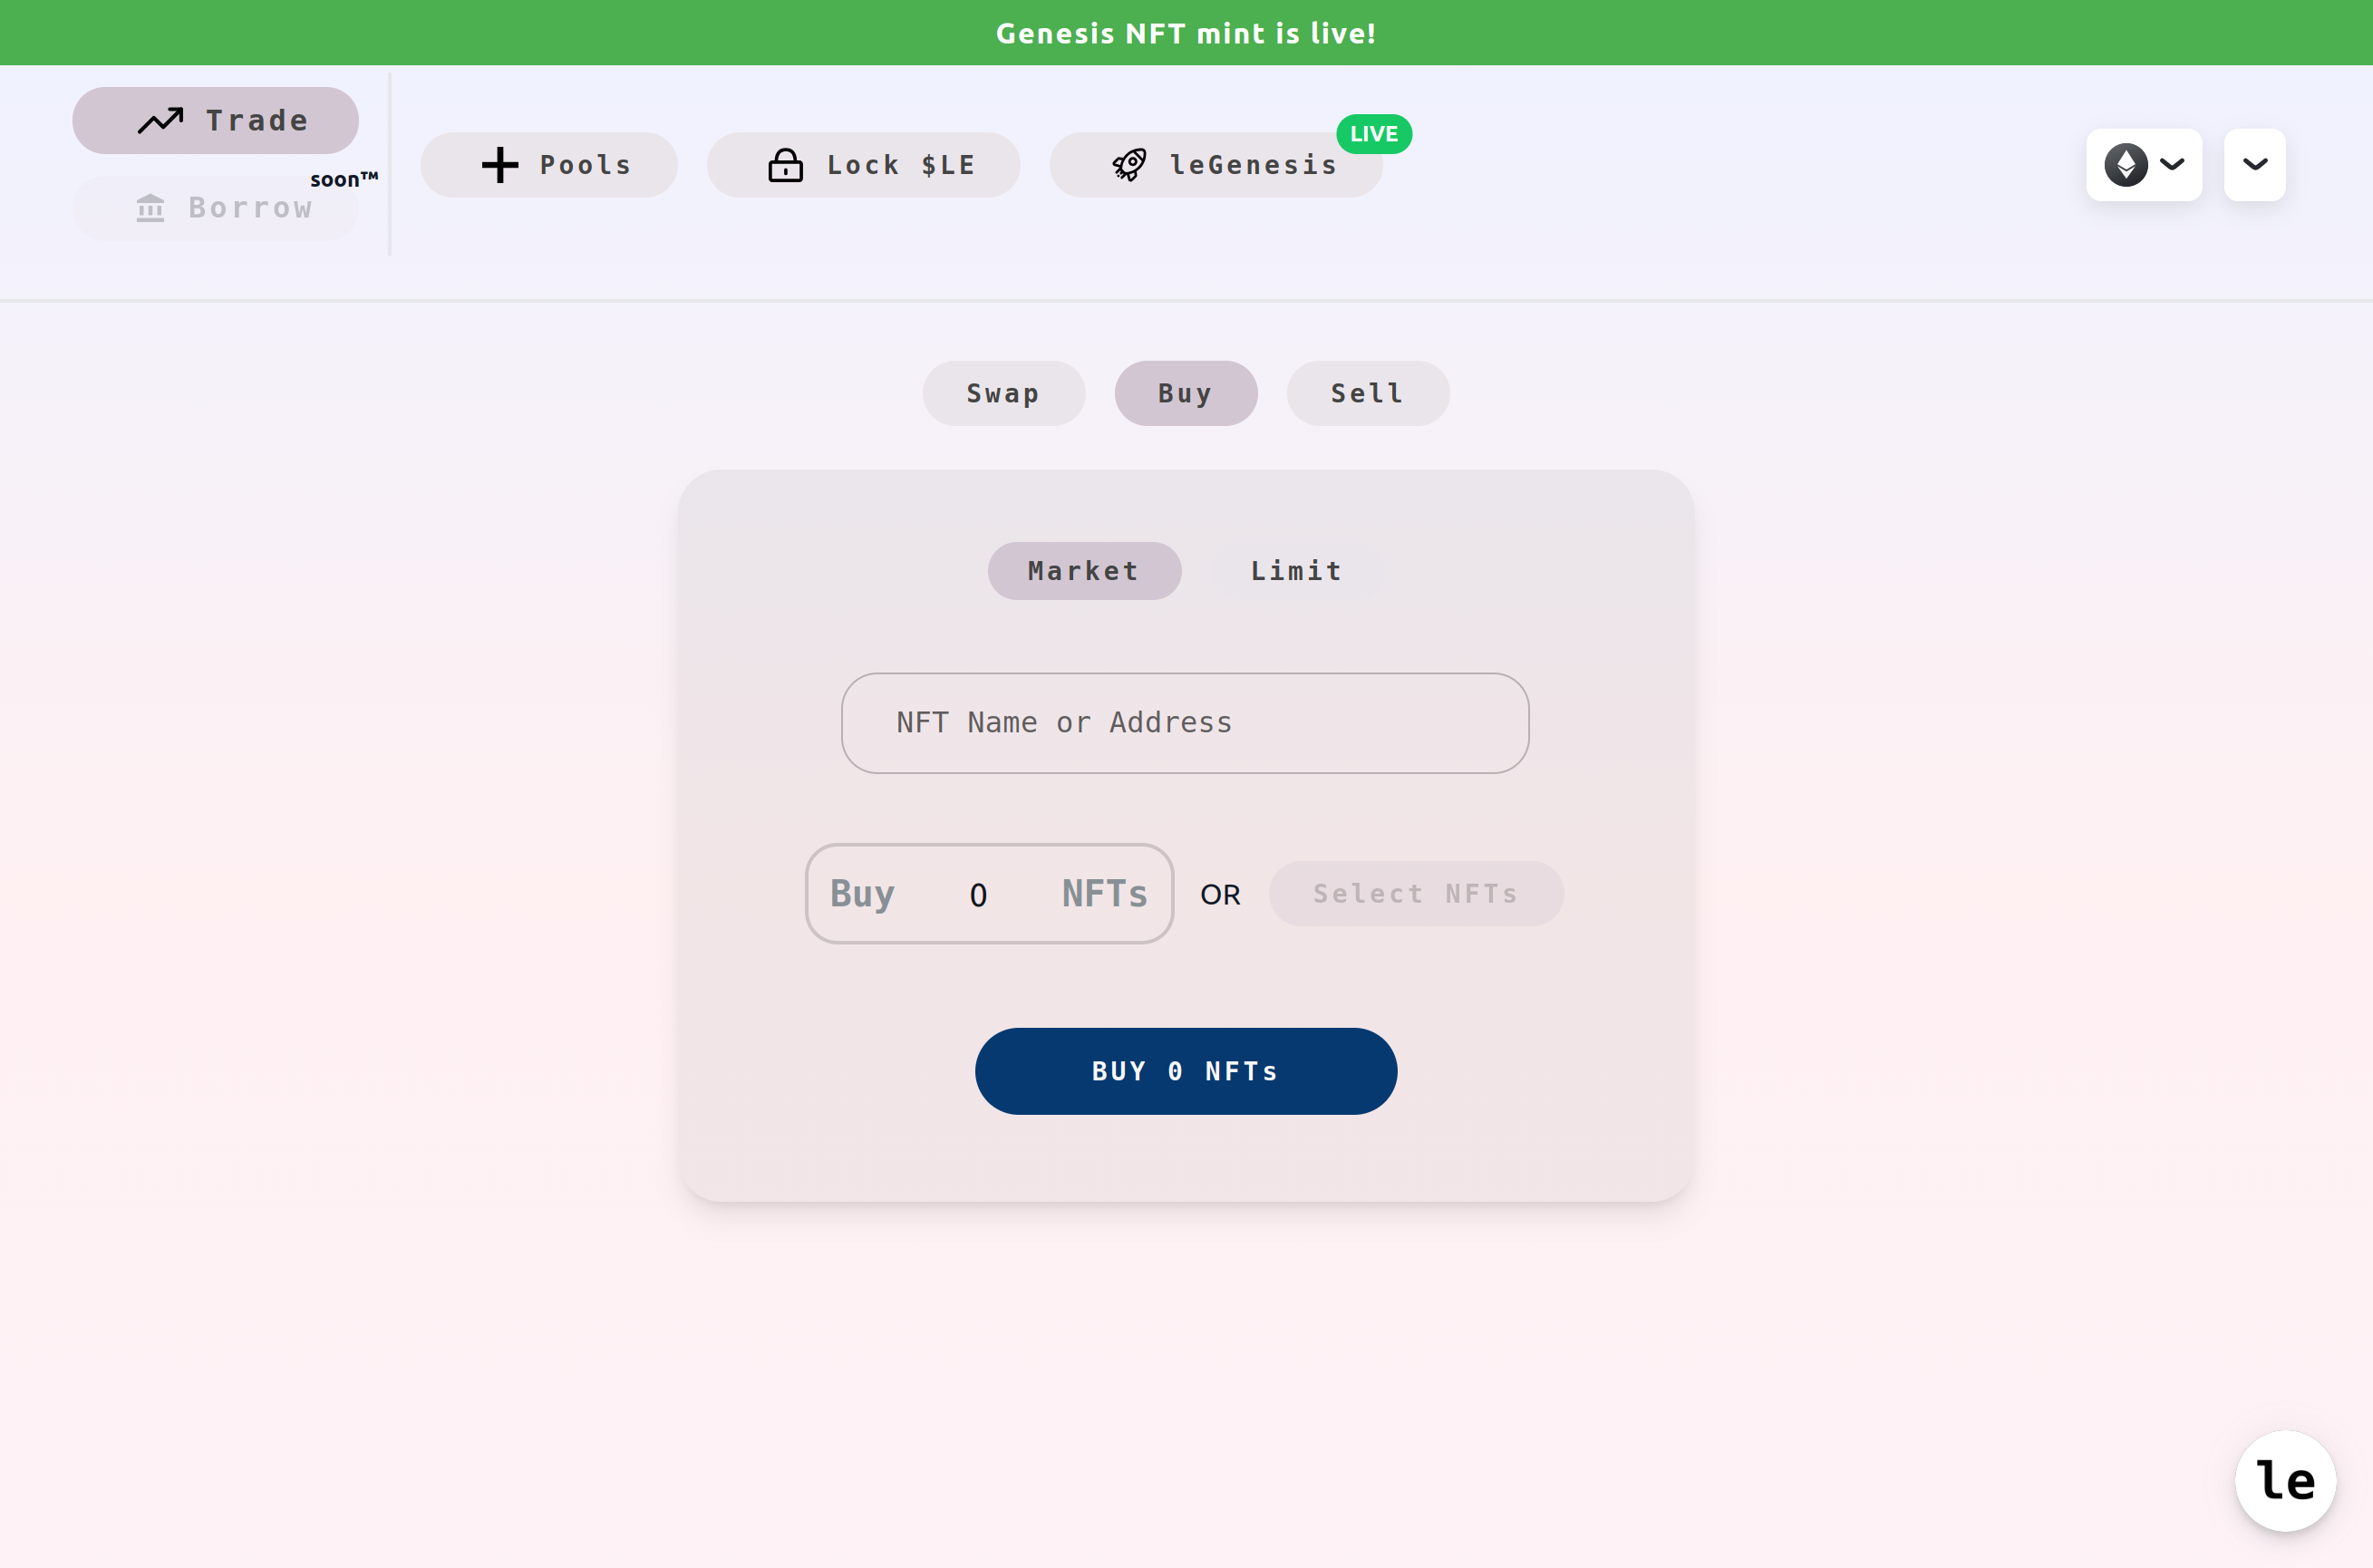 Genesis NFT mint is live!
Trade
soon™
Borrow
Pools
Lock $LE
leGenesis
LIVE
Swap
Buy
Sell
Market
Limit
NFT Name or Address
Buy 0 NFTs OR Select NFTs
BUY 0 NFTs
le